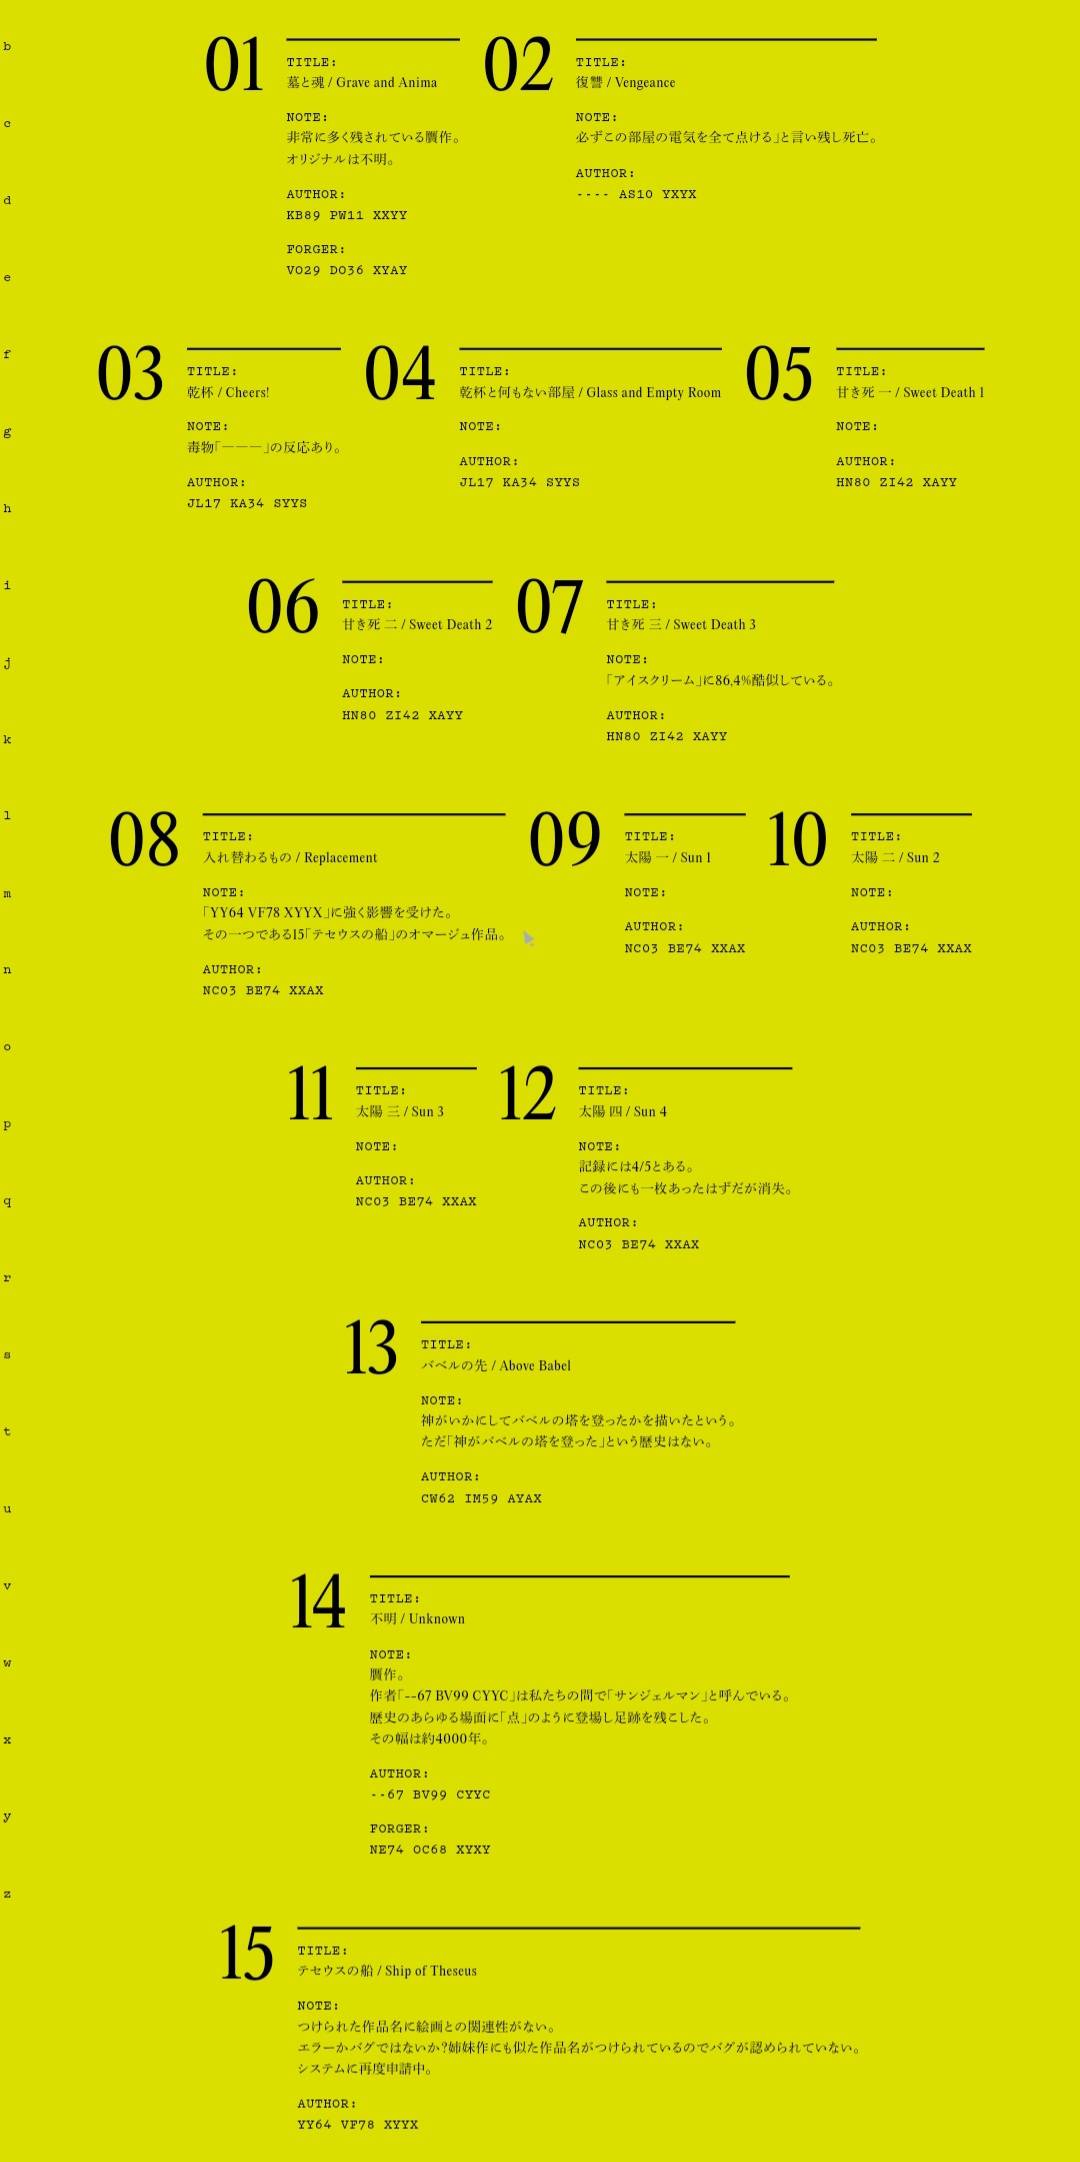 b
c
d
e
f
g
h
i
j
k
l
m
n
o
p
q
r
s
t
u
v
w
x
y
z
01
TITLE:
墓と魂 / Grave and Anima
NOTE:
非常に多く残されている贋作。
オリジナルは不明。
AUTHOR:
KB89 PW11 XXYY
FORGER:
VO29 DO36 XYAY
02
TITLE:
復讐 / Vengeance
NOTE:
必ずこの部屋の電気を全て点ける」と言い残し死亡。
AUTHOR:
---- AS10 YXYX
03
TITLE:
乾杯 / Cheers!
NOTE:
毒物「———」の反応あり。
AUTHOR:
JL17 KA34 SYYS
04
TITLE:
乾杯と何もない部屋 / Glass and Empty Room
NOTE:
AUTHOR:
JL17 KA34 SYYS
05
TITLE:
甘き死 一 / Sweet Death 1
NOTE:
AUTHOR:
HN80 ZI42 XAYY
06
TITLE:
甘き死 二 / Sweet Death 2
NOTE:
AUTHOR:
HN80 ZI42 XAYY
07
TITLE:
甘き死 三 / Sweet Death 3
NOTE:
「アイスクリーム」に86,4%酷似している。
AUTHOR:
HN80 ZI42 XAYY
08
TITLE:
入れ替わるもの / Replacement
NOTE:
「YY64 VF78 XYYX」に強く影響を受けた。
その一つである15「テセウスの船」のオマージュ作品。
AUTHOR:
NC03 BE74 XXAX
09
TITLE:
太陽 一 / Sun 1
NOTE:
AUTHOR:
NC03 BE74 XXAX
10
TITLE:
太陽 二 / Sun 2
NOTE:
AUTHOR:
NC03 BE74 XXAX
11
TITLE:
太陽 三 / Sun 3
NOTE:
AUTHOR:
NC03 BE74 XXAX
12
TITLE:
太陽 四 / Sun 4
NOTE:
記録には4/5とある。
この後にも一枚あったはずだが消失。
AUTHOR:
NC03 BE74 XXAX
13
TITLE:
バベルの先 / Above Babel
NOTE:
神がいかにしてバベルの塔を登ったかを描いたという。
ただ「神がバベルの塔を登った」という歴史はない。
AUTHOR:
CW62 IM59 AYAX
14
TITLE:
不明 / Unknown
NOTE:
贋作。
作者「--67 BV99 CYYC」は私たちの間で「サンジェルマン」と呼んでいる。
歴史のあらゆる場面に「点」のように登場し足跡を残こした。
その幅は約4000年。
AUTHOR:
--67 BV99 CYYC
FORGER:
NE74 OC68 XYXY
15
TITLE:
テセウスの船 / Ship of Theseus
NOTE:
つけられた作品名に絵画との関連性がない。
エラーかバグではないか?姉妹作にも似た作品名がつけられているのでバグが認められていない。
システムに再度申請中。
AUTHOR:
YY64 VF78 XYYX